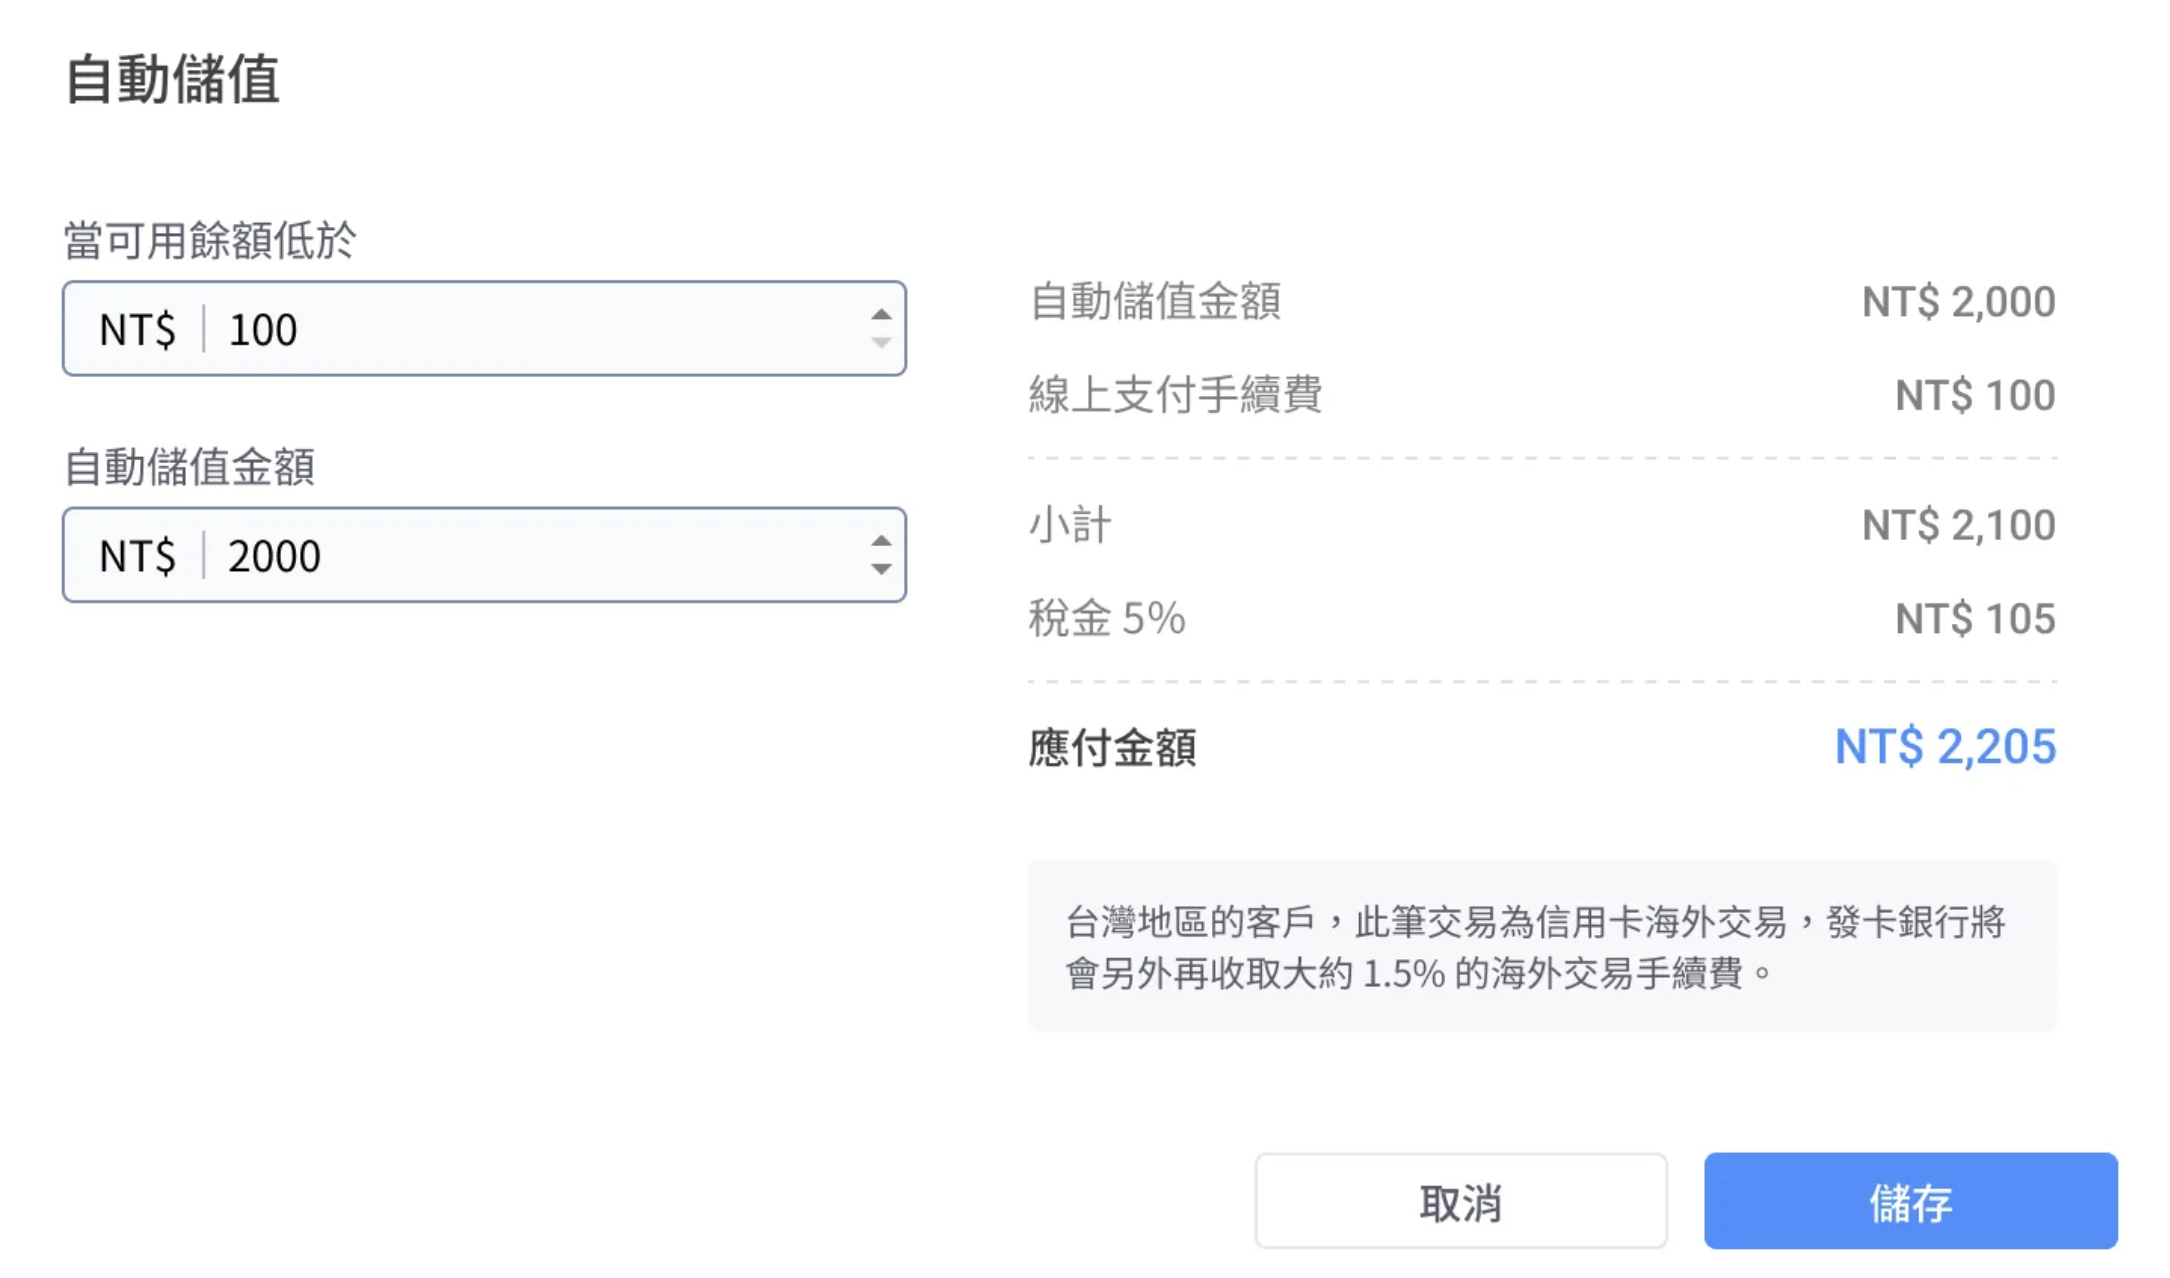 自動儲值
當可用餘額低於
NT$ 100
自動儲值金額
NT$ 2000
自動儲值金額 NT$ 2,000
線上支付手續費 NT$ 100
小計 NT$ 2,100
稅金 5% NT$ 105
應付金額 NT$ 2,205
台灣地區的客戶，此筆交易為信用卡海外交易，發卡銀行將
會另外再收取大約 1.5% 的海外交易手續費。
取消 儲存